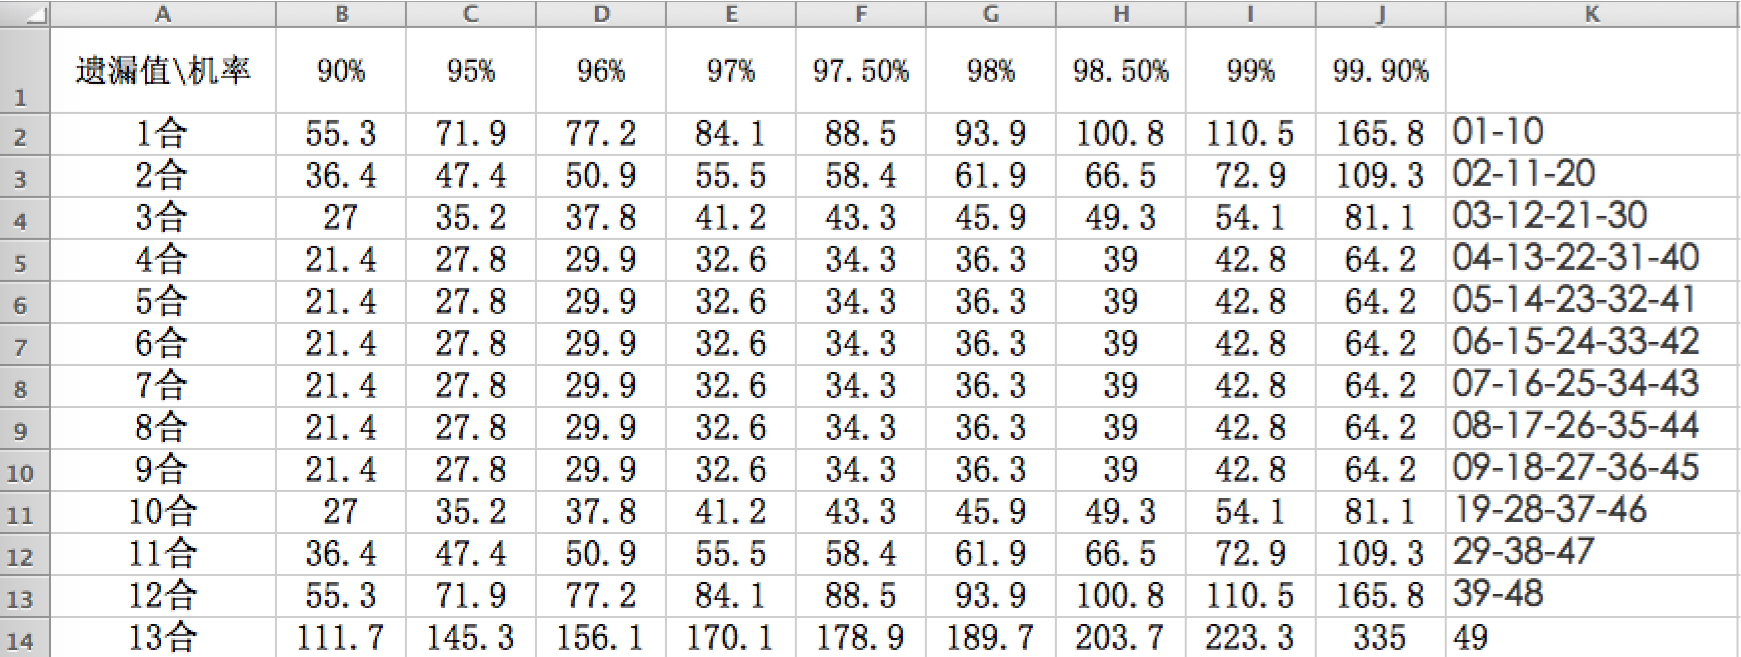 A B C D E F G H I J K
1 遗漏值\机率 90% 95% 96% 97% 97.50% 98% 98.50% 99% 99.90%
2 1合 55.3 71.9 77.2 84.1 88.5 93.9 100.8 110.5 165.8 01-10
3 2合 36.4 47.4 50.9 55.5 58.4 61.9 66.5 72.9 109.3 02-11-20
4 3合 27 35.2 37.8 41.2 43.3 45.9 49.3 54.1 81.1 03-12-21-30
5 4合 21.4 27.8 29.9 32.6 34.3 36.3 39 42.8 64.2 04-13-22-31-40
6 5合 21.4 27.8 29.9 32.6 34.3 36.3 39 42.8 64.2 05-14-23-32-41
7 6合 21.4 27.8 29.9 32.6 34.3 36.3 39 42.8 64.2 06-15-24-33-42
8 7合 21.4 27.8 29.9 32.6 34.3 36.3 39 42.8 64.2 07-16-25-34-43
9 8合 21.4 27.8 29.9 32.6 34.3 36.3 39 42.8 64.2 08-17-26-35-44
10 9合 21.4 27.8 29.9 32.6 34.3 36.3 39 42.8 64.2 09-18-27-36-45
11 10合 27 35.2 37.8 41.2 43.3 45.9 49.3 54.1 81.1 19-28-37-46
12 11合 36.4 47.4 50.9 55.5 58.4 61.9 66.5 72.9 109.3 29-38-47
13 12合 55.3 71.9 77.2 84.1 88.5 93.9 100.8 110.5 165.8 39-48
14 13合 111.7 145.3 156.1 170.1 178.9 189.7 203.7 223.3 335 49